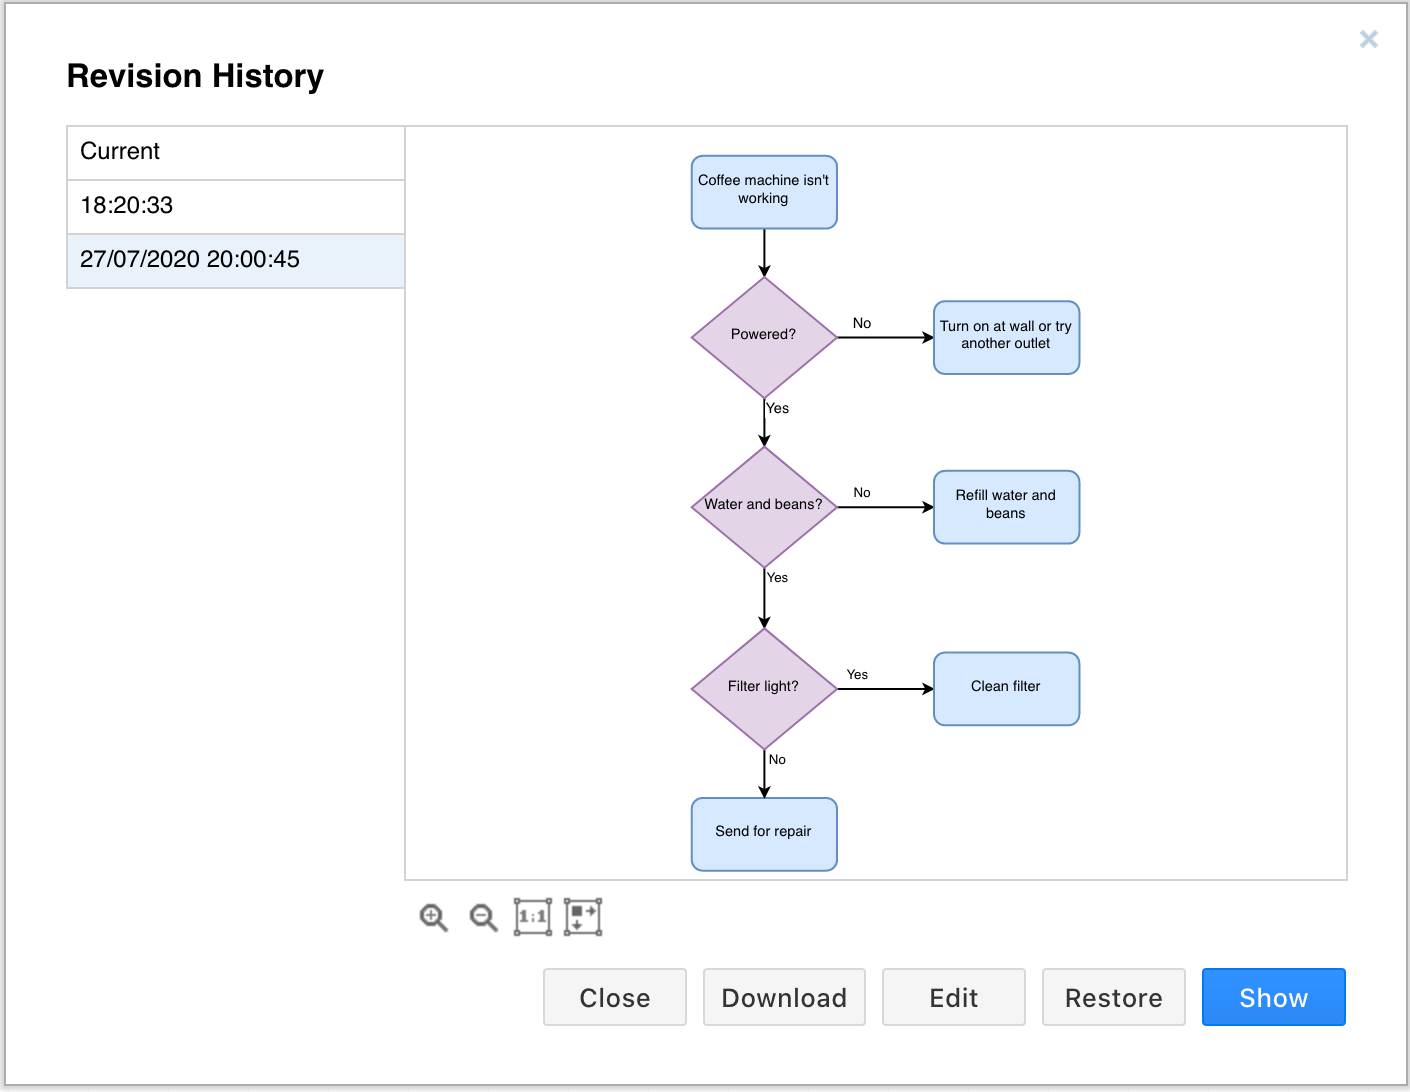 Revision History
Current
18:20:33
27/07/2020 20:00:45
Coffee machine isn't
working
Powered?
No
Turn on at wall or try
another outlet
Yes
Water and beans?
No
Refill water and
beans
Yes
Filter light?
Yes
Clean filter
No
Send for repair
1:1
Close
Download
Edit
Restore
Show